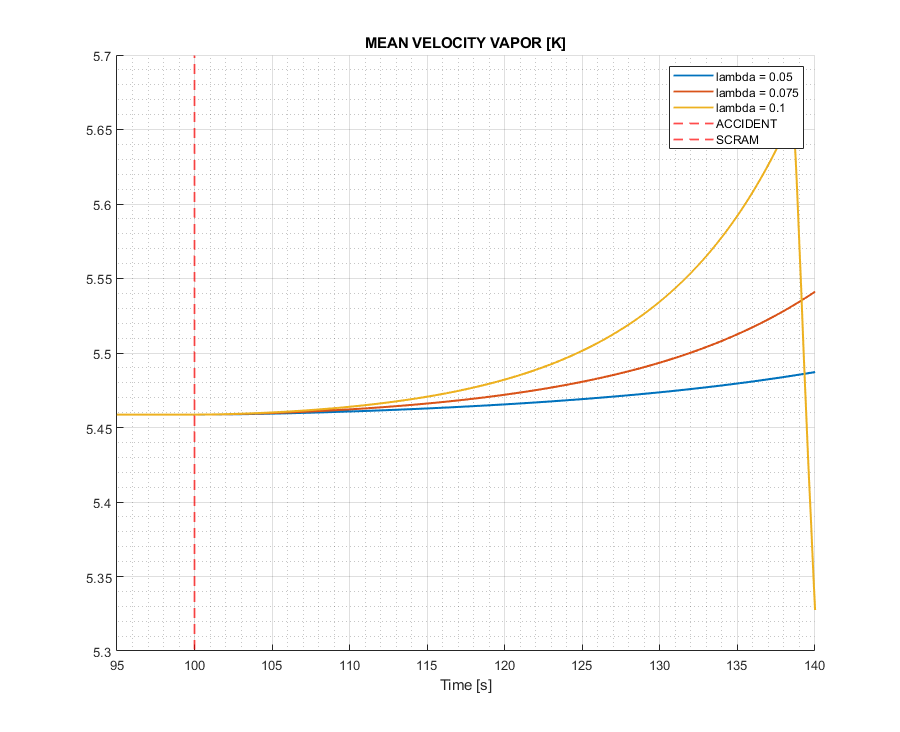 MEAN VELOCITY VAPOR [K]
5.7
5.65
5.6
5.55
5.5
5.45
5.4
5.35
5.3
lambda = 0.05
lambda = 0.075
lambda = 0.1
ACCIDENT
SCRAM
95 100 105 110 115 120 125 130 135 140
Time [s]